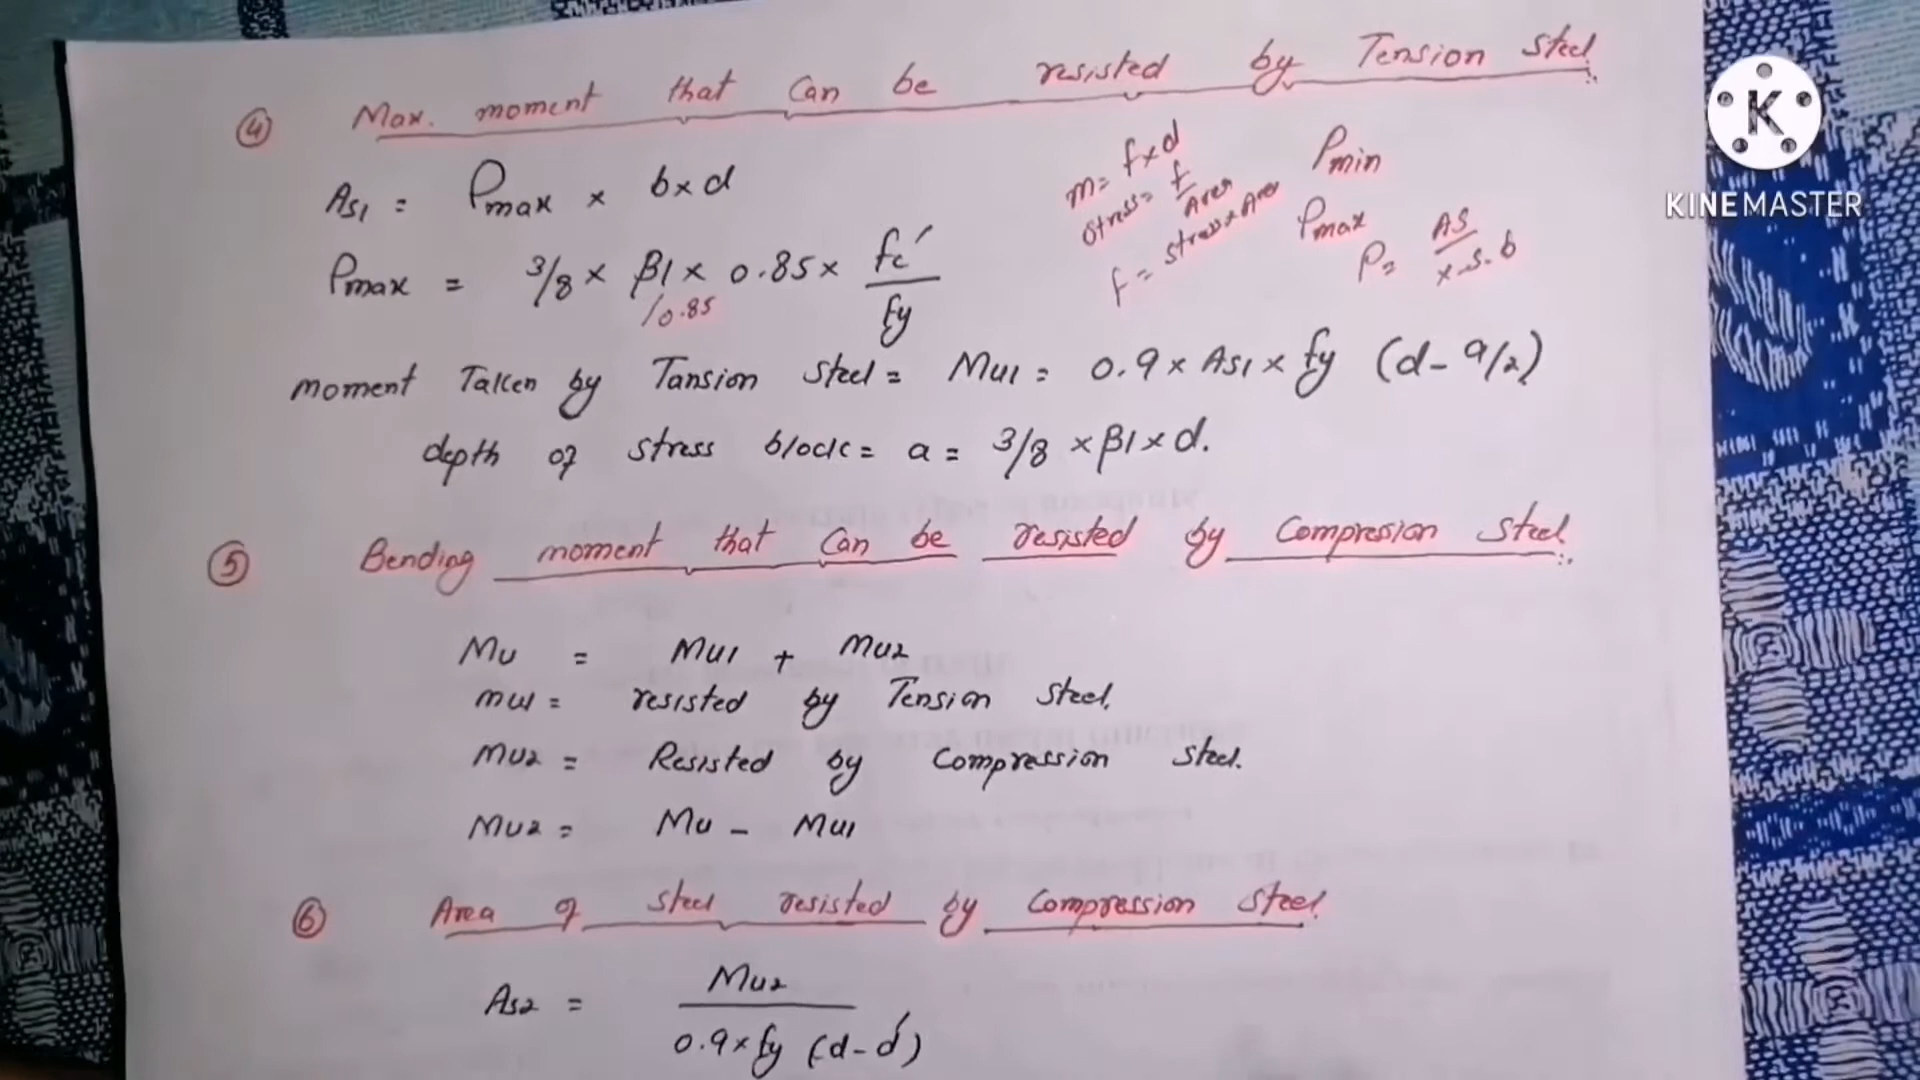 ④ Max. moment that Can be resisted by Tension Steel
As1 = ρmax × b×d
m= f×d
Stress= f/Area
f = stress×Area
ρmin
ρmax
ρ= AS/x.s.b
ρmax = 3/8 × β1 × 0.85 × fc'/fy
/0.85
moment Taken by Tansion Steel = Mu1 = 0.9 × As1 × fy (d- a/2)
depth of stress block = a = 3/8 × β1 × d.
⑤ Bending moment that Can be resisted by Compression Steel
Mu = Mu1 + Mu2
mu1 = resisted by Tension Steel.
Mu2 = Resisted by Compression Steel.
Mu2 = Mu - Mu1
⑥ Area of steel resisted by Compression Steel
As2 = Mu2/0.9×fy (d-d')
K
KINEMASTER